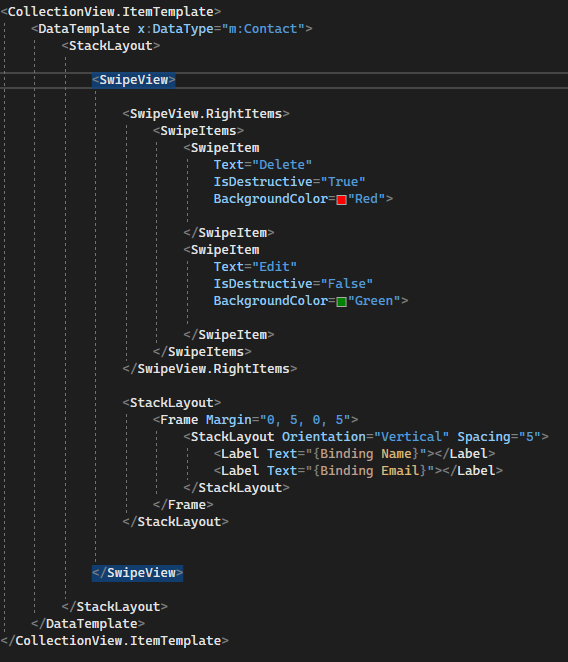 <CollectionView.ItemTemplate>
<DataTemplate x:DataType="m:Contact">
<StackLayout>
<SwipeView>
<SwipeView.RightItems>
<SwipeItems>
<SwipeItem
Text="Delete"
IsDestructive="True"
BackgroundColor="Red">
</SwipeItem>
<SwipeItem
Text="Edit"
IsDestructive="False"
BackgroundColor="Green">
</SwipeItem>
</SwipeItems>
</SwipeView.RightItems>
<StackLayout>
<Frame Margin="0, 5, 0, 5">
<StackLayout Orientation="Vertical" Spacing="5">
<Label Text="{Binding Name}"></Label>
<Label Text="{Binding Email}"></Label>
</StackLayout>
</Frame>
</StackLayout>
</SwipeView>
</StackLayout>
</DataTemplate>
</CollectionView.ItemTemplate>